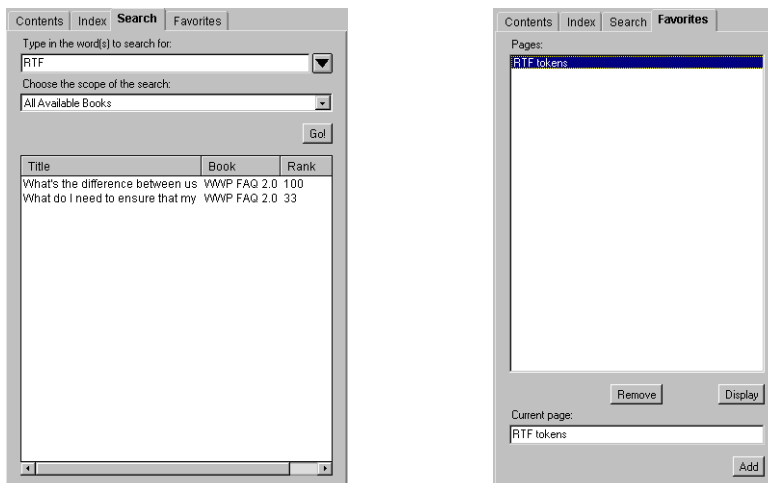 Contents Index Search Favorites
Type in the word(s) to search for:
RTF
Choose the scope of the search:
All Available Books
Go!
Title Book Rank
What's the difference between us WWP FAQ 2.0 100
What do I need to ensure that my WWP FAQ 2.0 33
Contents Index Search Favorites
Pages:
RTF tokens
Remove Display
Current page:
RTF tokens
Add